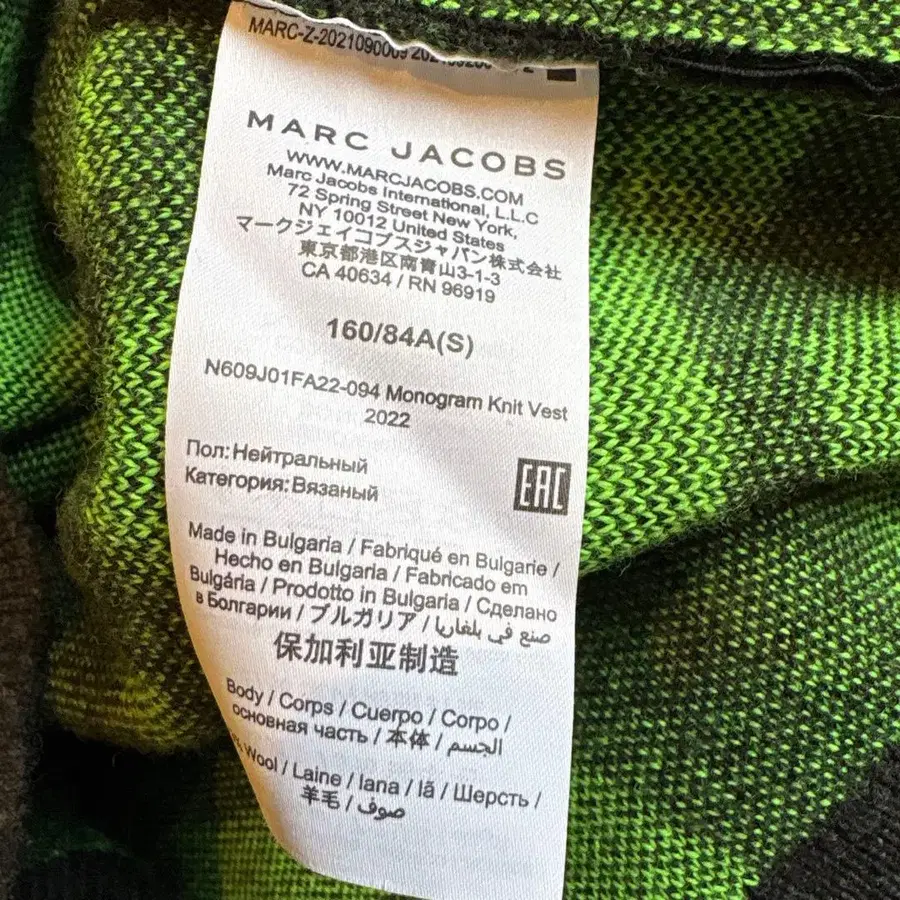 MARC-Z-2021090009
MARC JACOBS
WWW.MARCJACOBS.COM
Marc Jacobs International, L.L.C
72 Spring Street New York,
NY 10012 United States
マークジェイコブスジャパン株式会社
東京都港区南青山3-1-3
CA 40634 / RN 96919
160/84A(S)
N609J01FA22-094 Monogram Knit Vest
2022
Пол:Нейтральный
Категория:Вязаный
EAC
Made in Bulgaria / Fabriqué en Bulgarie /
Hecho en Bulgaria / Fabricado em
Bulgária / Prodotto in Bulgaria / Сделано
в Болгарии / ブルガリア / صنع في بلغاريا
保加利亚制造
Body / Corps / Cuerpo / Corpo /
основная часть / 本体 / الجسم
% Wool / Laine / lana / lã / Шерсть /
羊毛 / صوف